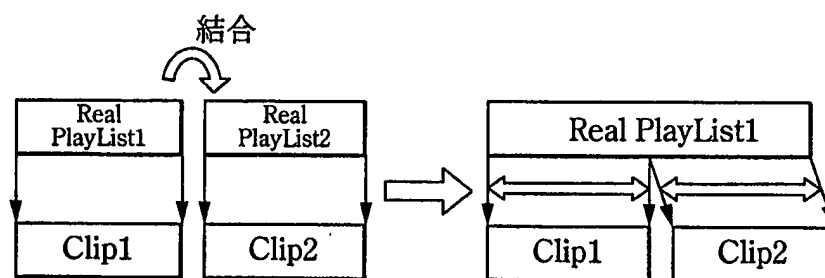 結合
Real
PlayList1
Real
PlayList2
Real PlayList1
Clip1
Clip2
Clip1
Clip2